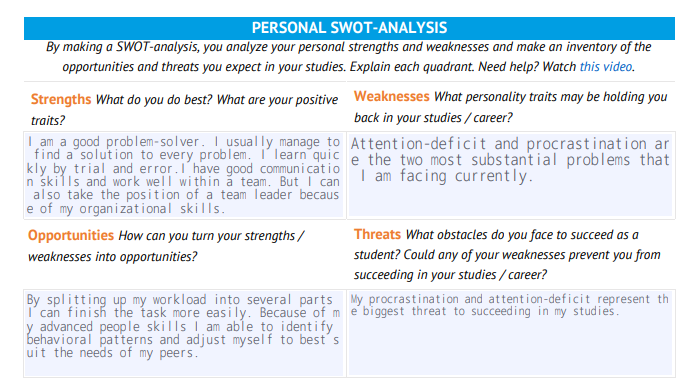 PERSONAL SWOT-ANALYSIS
By making a SWOT-analysis, you analyze your personal strengths and weaknesses and make an inventory of the
opportunities and threats you expect in your studies. Explain each quadrant. Need help? Watch this video.
Strengths What do you do best? What are your positive
traits?
Weaknesses What personality traits may be holding you
back in your studies / career?
I am a good problem-solver. I usually manage to
find a solution to every problem. I learn quic
kly by trial and error.I have good communicatio
n skills and work well within a team. But I can
also take the position of a team leader becaus
e of my organizational skills.
Attention-deficit and procrastination ar
e the two most substantial problems that
I am facing currently.
Opportunities How can you turn your strengths /
weaknesses into opportunities?
Threats What obstacles do you face to succeed as a
student? Could any of your weaknesses prevent you from
succeeding in your studies / career?
By splitting up my workload into several parts
I can finish the task more easily. Because of m
y advanced people skills I am able to identify
behavioral patterns and adjust myself to best s
uit the needs of my peers.
My procrastination and attention-deficit represent th
e biggest threat to succeeding in my studies.